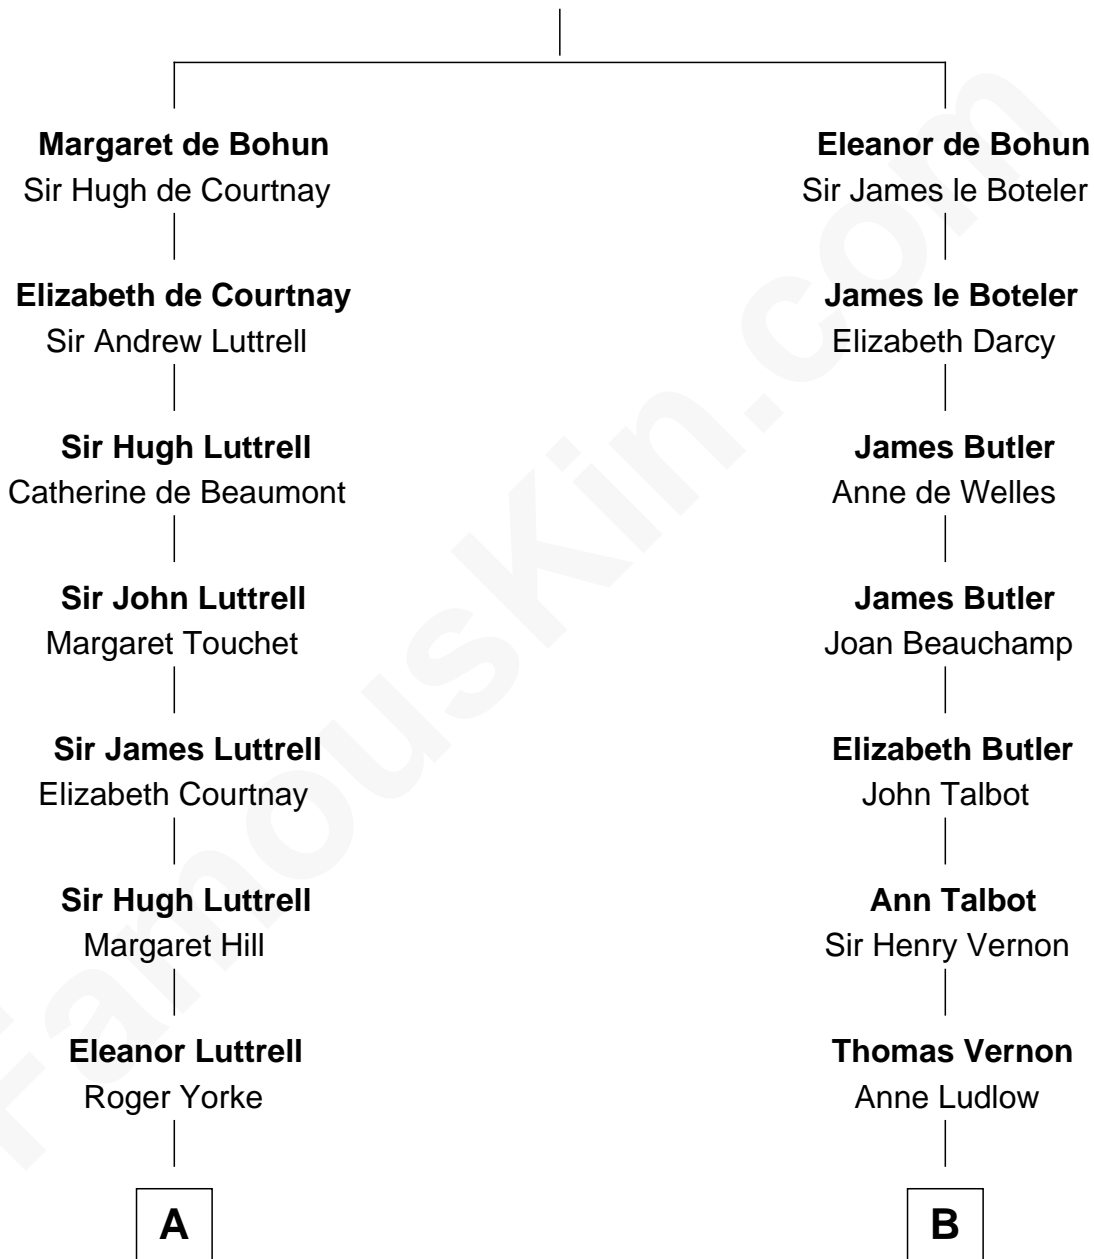 Margaret de Bohun
Sir Hugh de Courtnay
Elizabeth de Courtnay
Sir Andrew Luttrell
Sir Hugh Luttrell
Catherine de Beaumont
Sir John Luttrell
Margaret Touchet
Sir James Luttrell
Elizabeth Courtnay
Sir Hugh Luttrell
Margaret Hill
Eleanor Luttrell
Roger Yorke
A
Eleanor de Bohun
Sir James le Boteler
James le Boteler
Elizabeth Darcy
James Butler
Anne de Welles
James Butler
Joan Beauchamp
Elizabeth Butler
John Talbot
Ann Talbot
Sir Henry Vernon
Thomas Vernon
Anne Ludlow
B
FamousKin.com